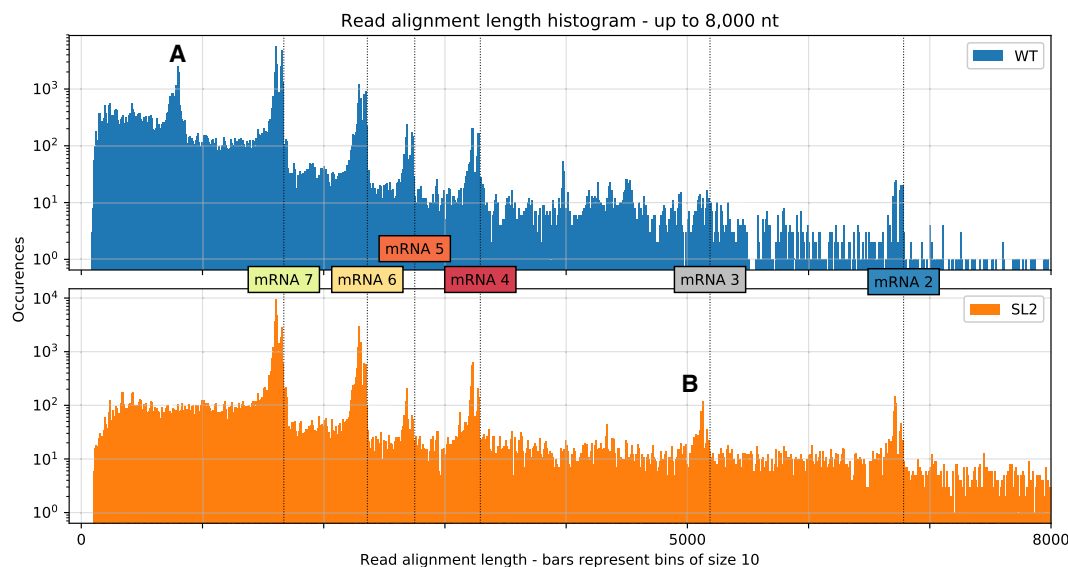 Read alignment length histogram - up to 8,000 nt
A
WT
10³
10²
10¹
10⁰
mRNA 5
mRNA 7
mRNA 6
mRNA 4
mRNA 3
mRNA 2
Occurences
10⁴
SL2
10³
B
10²
10¹
10⁰
0
5000
8000
Read alignment length - bars represent bins of size 10